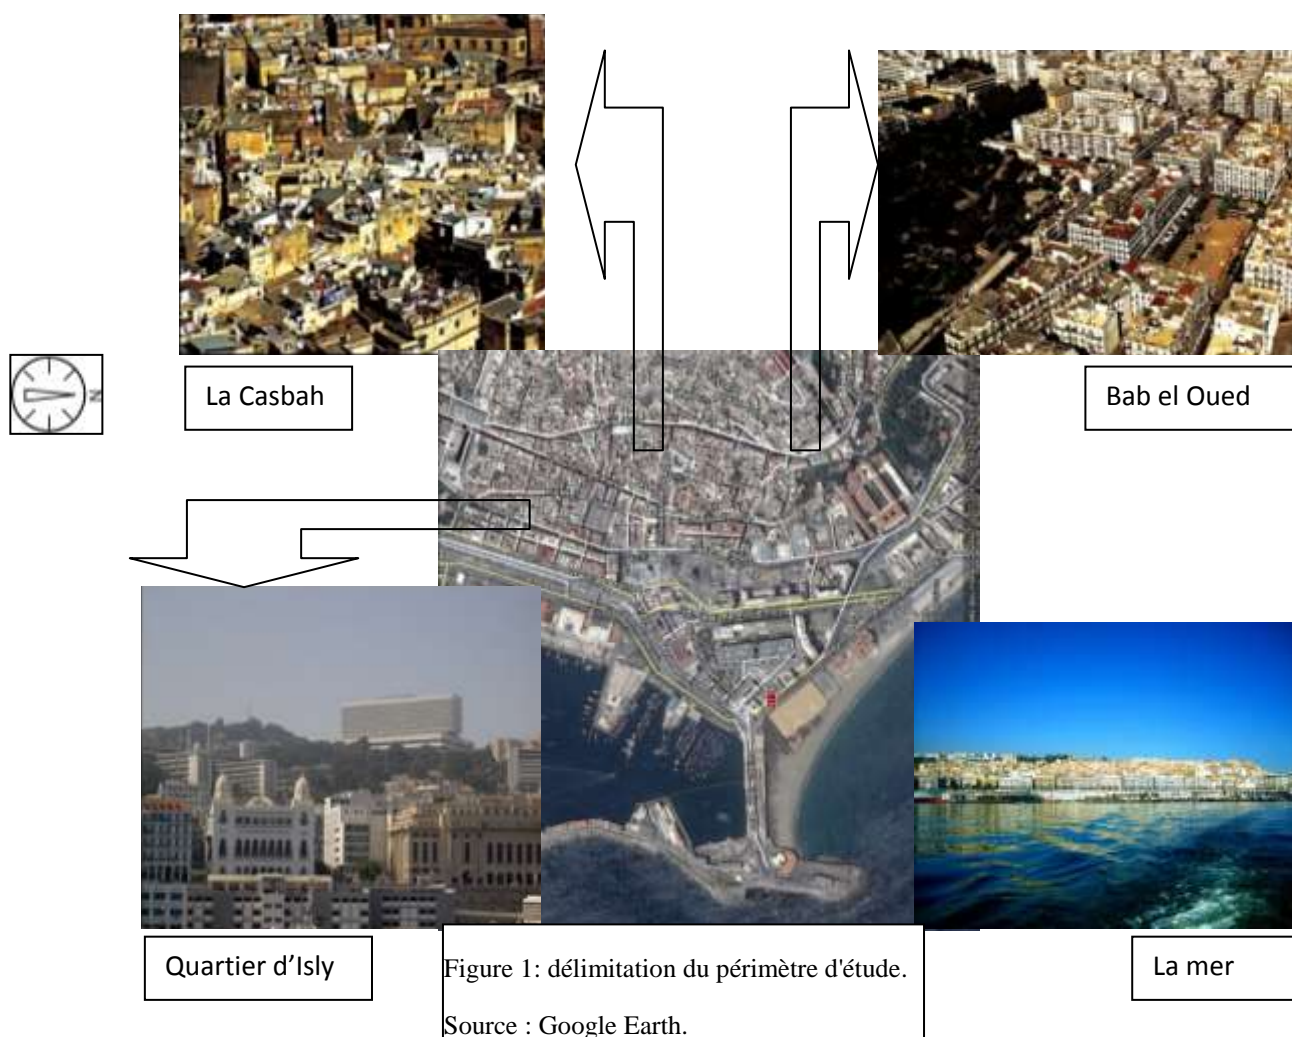 La Casbah
Bab el Oued
N
Quartier d’Isly
La mer
Figure 1: délimitation du périmètre d'étude.
Source : Google Earth.